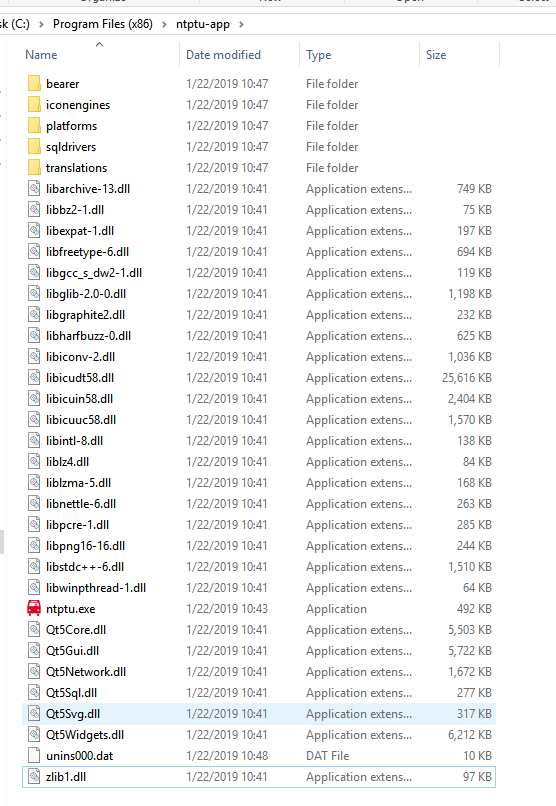 sk (C:) > Program Files (x86) > ntptu-app >
Name Date modified Type Size
bearer 1/22/2019 10:47 File folder
iconengines 1/22/2019 10:47 File folder
platforms 1/22/2019 10:47 File folder
sqldrivers 1/22/2019 10:47 File folder
translations 1/22/2019 10:47 File folder
libarchive-13.dll 1/22/2019 10:41 Application extens... 749 KB
libbz2-1.dll 1/22/2019 10:41 Application extens... 75 KB
libexpat-1.dll 1/22/2019 10:41 Application extens... 197 KB
libfreetype-6.dll 1/22/2019 10:41 Application extens... 694 KB
libgcc_s_dw2-1.dll 1/22/2019 10:41 Application extens... 119 KB
libglib-2.0-0.dll 1/22/2019 10:41 Application extens... 1,198 KB
libgraphite2.dll 1/22/2019 10:41 Application extens... 232 KB
libharfbuzz-0.dll 1/22/2019 10:41 Application extens... 625 KB
libiconv-2.dll 1/22/2019 10:41 Application extens... 1,036 KB
libicudt58.dll 1/22/2019 10:41 Application extens... 25,616 KB
libicuin58.dll 1/22/2019 10:41 Application extens... 2,404 KB
libicuuc58.dll 1/22/2019 10:41 Application extens... 1,570 KB
libintl-8.dll 1/22/2019 10:41 Application extens... 138 KB
liblz4.dll 1/22/2019 10:41 Application extens... 84 KB
liblzma-5.dll 1/22/2019 10:41 Application extens... 168 KB
libnettle-6.dll 1/22/2019 10:41 Application extens... 263 KB
libpcre-1.dll 1/22/2019 10:41 Application extens... 285 KB
libpng16-16.dll 1/22/2019 10:41 Application extens... 244 KB
libstdc++-6.dll 1/22/2019 10:41 Application extens... 1,510 KB
libwinpthread-1.dll 1/22/2019 10:41 Application extens... 64 KB
ntptu.exe 1/22/2019 10:43 Application 492 KB
Qt5Core.dll 1/22/2019 10:41 Application extens... 5,503 KB
Qt5Gui.dll 1/22/2019 10:41 Application extens... 5,722 KB
Qt5Network.dll 1/22/2019 10:41 Application extens... 1,672 KB
Qt5Sql.dll 1/22/2019 10:41 Application extens... 277 KB
Qt5Svg.dll 1/22/2019 10:41 Application extens... 317 KB
Qt5Widgets.dll 1/22/2019 10:41 Application extens... 6,212 KB
unins000.dat 1/22/2019 10:48 DAT File 10 KB
zlib1.dll 1/22/2019 10:41 Application extens... 97 KB